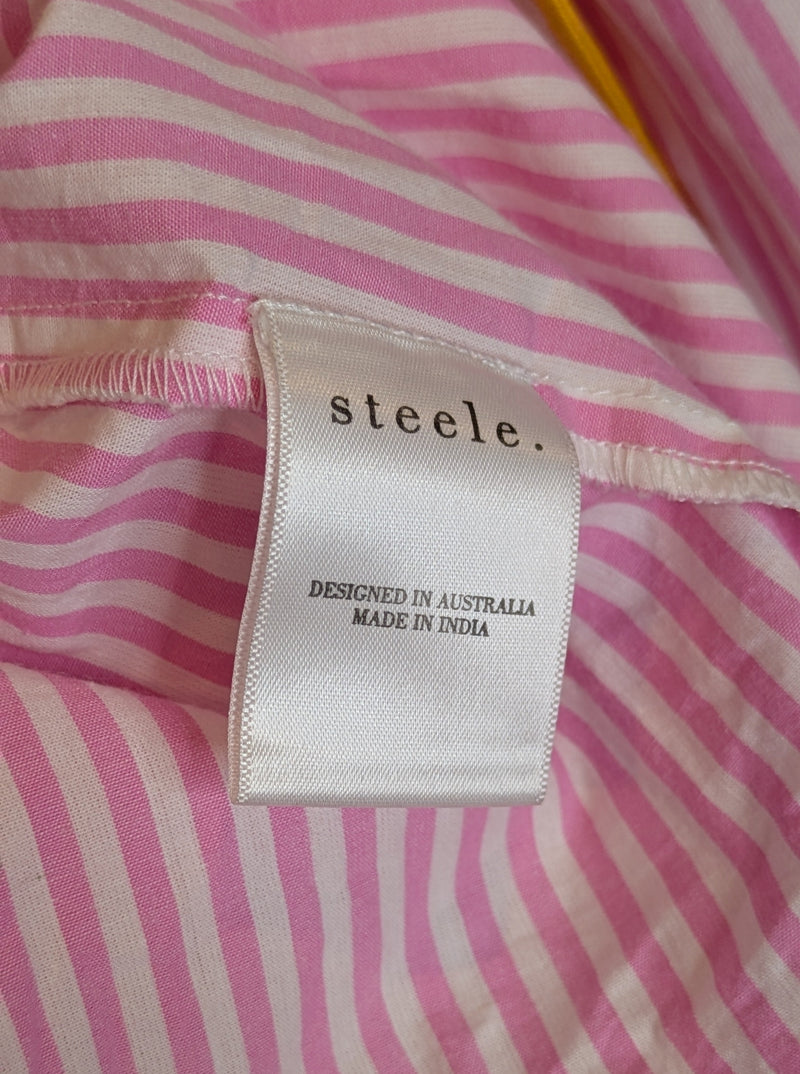 steele.
DESIGNED IN AUSTRALIA
MADE IN INDIA